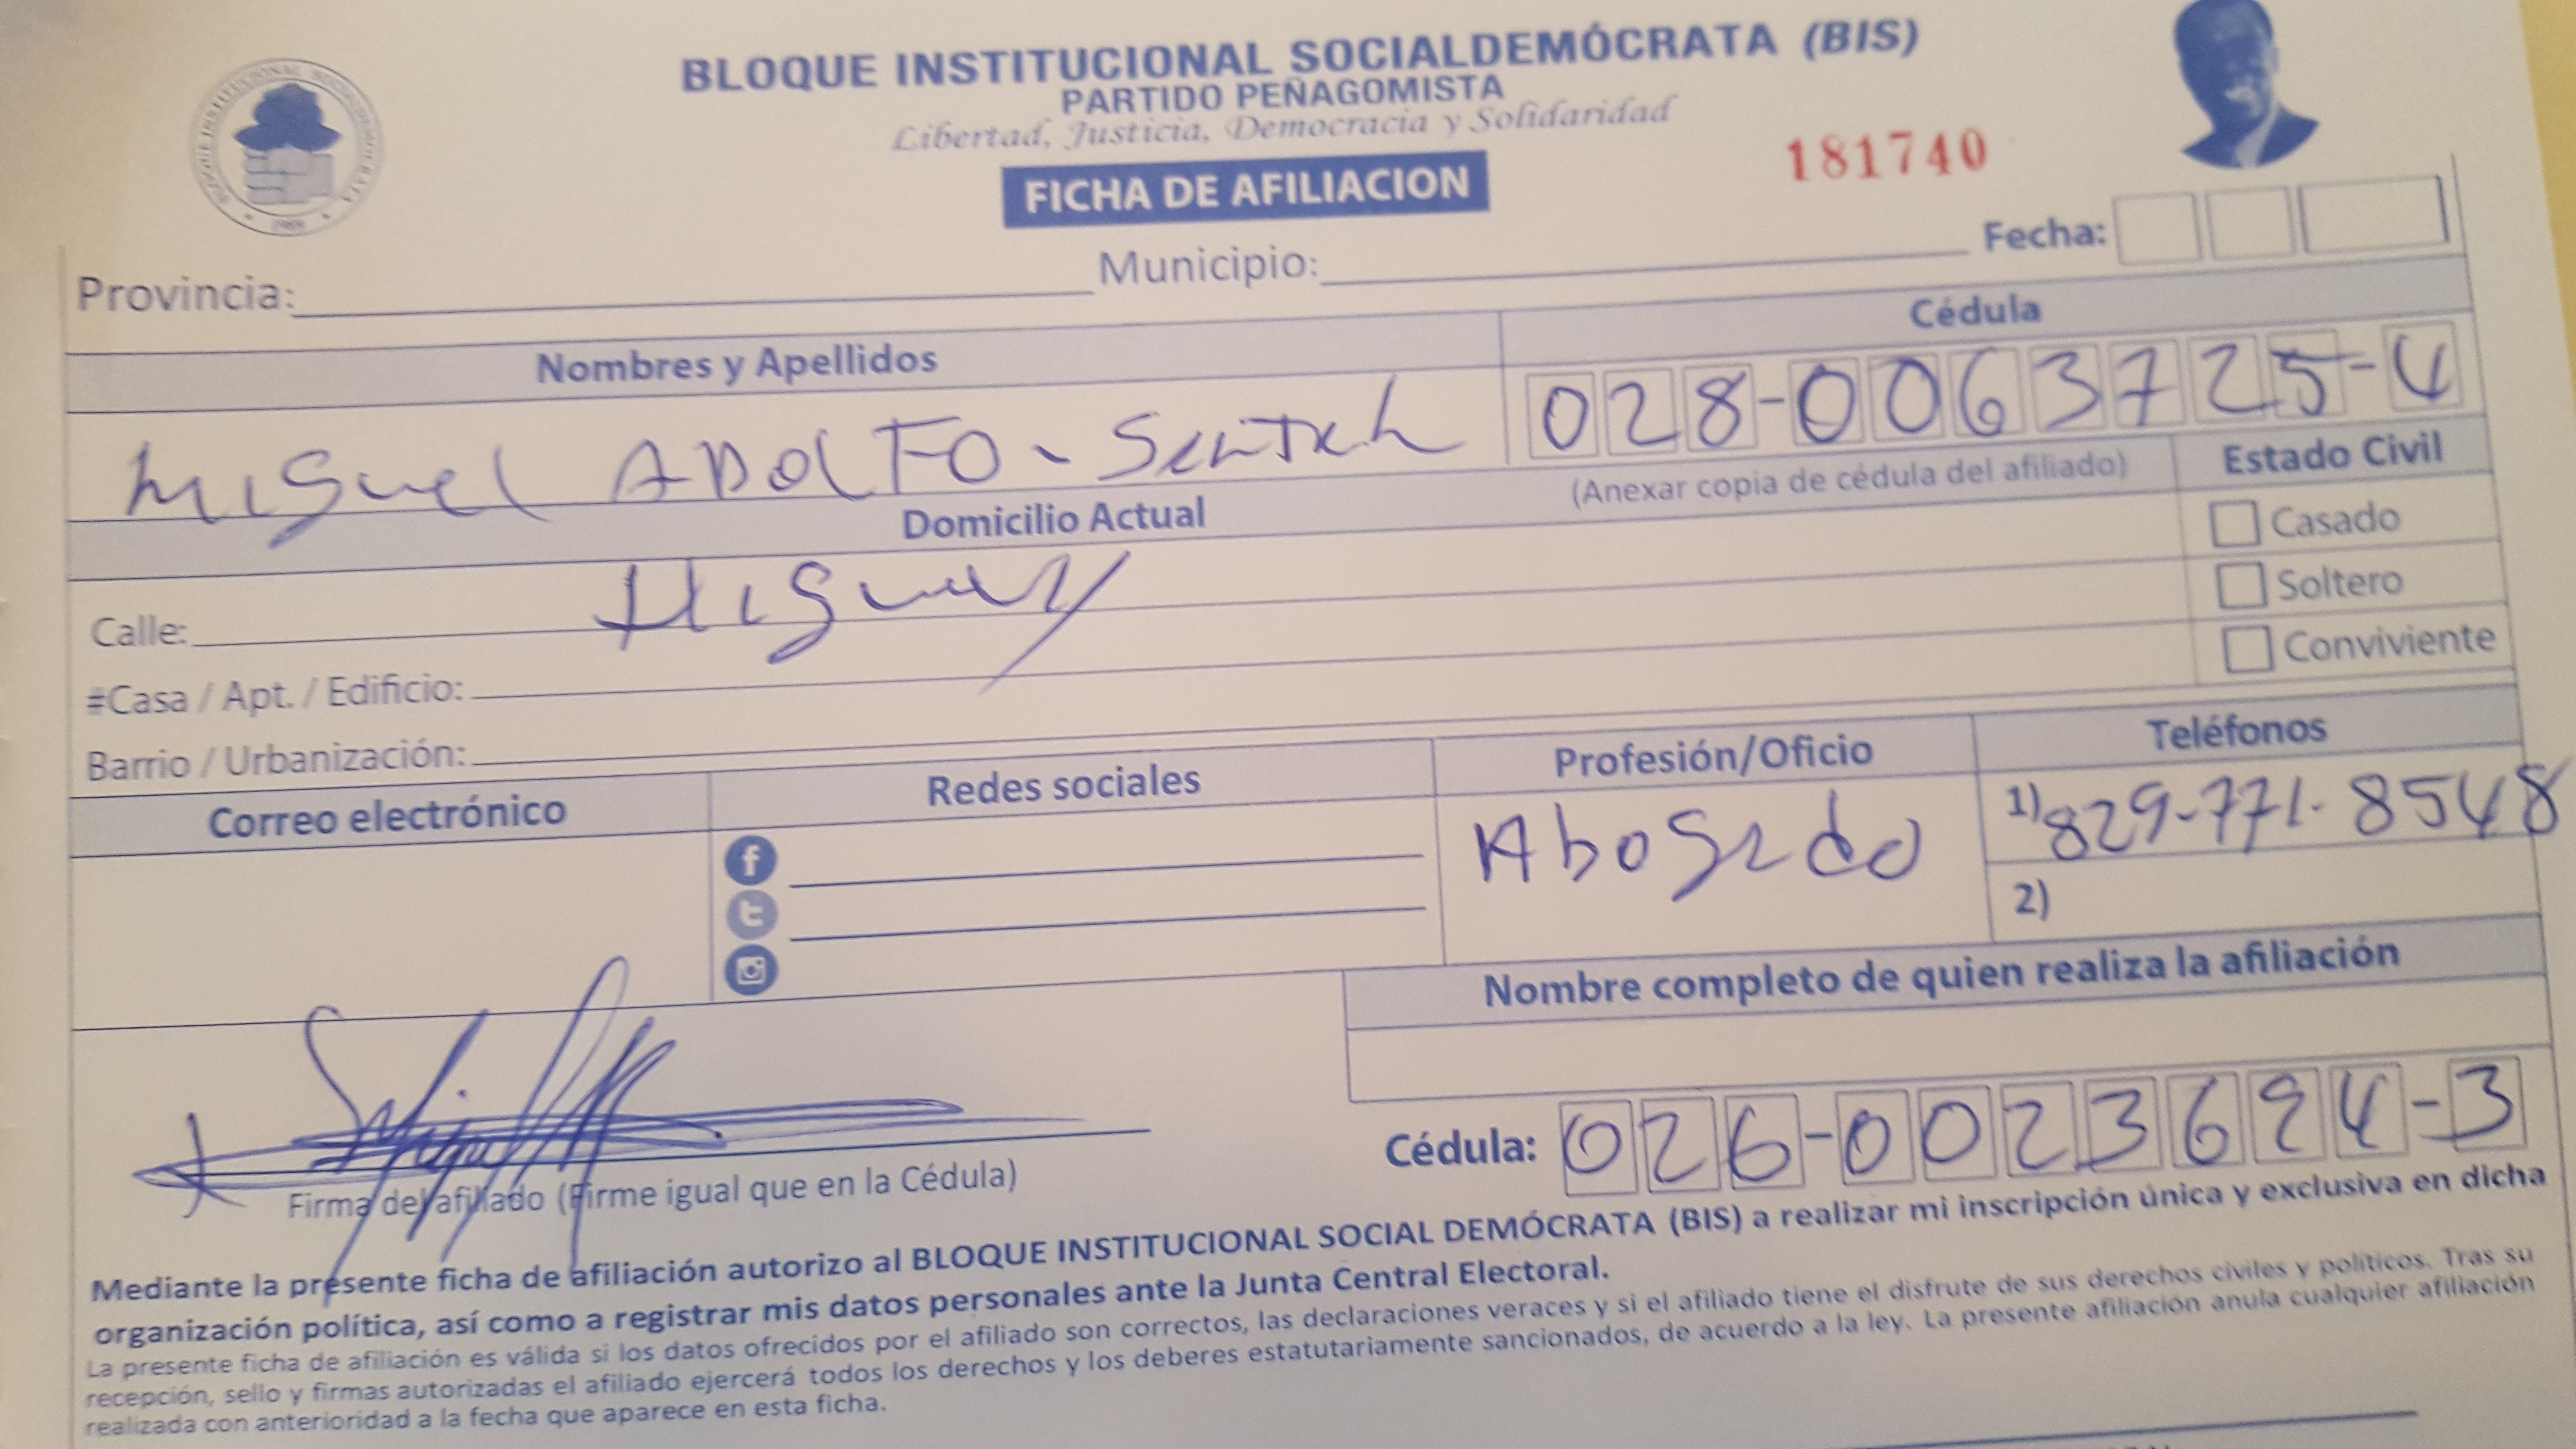 BLOQUE INSTITUCIONAL SOCIALDEMÓCRATA (BIS)
PARTIDO PEÑAGOMISTA
Libertad, Justicia, Democracia y Solidaridad
181740
FICHA DE AFILIACION
Fecha:
Provincia: Municipio:
Nombres y Apellidos Cédula
Miguel ADOLFO 028-0063725-4
(Anexar copia de cédula del afiliado) Estado Civil
Domicilio Actual
Casado
Calle: Higuey
Soltero
#Casa / Apt. / Edificio:
Conviviente
Barrio / Urbanización:
Correo electrónico Redes sociales Profesión/Oficio Teléfonos
Abogado 1) 829-771-8548
2)
Nombre completo de quien realiza la afiliación
Cédula: 026-0023694-3
Firma del afiliado (Firme igual que en la Cédula)
Mediante la presente ficha de afiliación autorizo al BLOQUE INSTITUCIONAL SOCIAL DEMÓCRATA (BIS) a realizar mi inscripción única y exclusiva en dicha
organización política, así como a registrar mis datos personales ante la Junta Central Electoral.
La presente ficha de afiliación es válida si los datos ofrecidos por el afiliado son correctos, las declaraciones veraces y si el afiliado tiene el disfrute de sus derechos civiles y políticos. Tras su
recepción, sello y firmas autorizadas el afiliado ejercerá todos los derechos y los deberes estatutariamente sancionados, de acuerdo a la ley. La presente afiliación anula cualquier afiliación
realizada con anterioridad a la fecha que aparece en esta ficha.